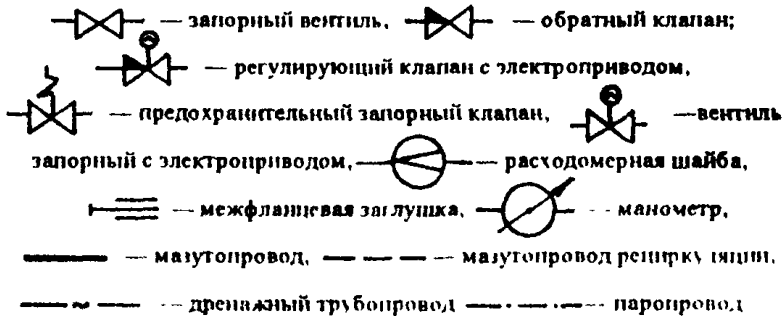 — запорный вентиль, — обратный клапан;
— регулирующий клапан с электроприводом,
— предохранительный запорный клапан, — вентиль
запорный с электроприводом, — расходомерная шайба,
— межфланцевая заглушка, — манометр,
— мазутопровод, — мазутопровод рециркуляции,
— дренажный трубопровод — паропровод